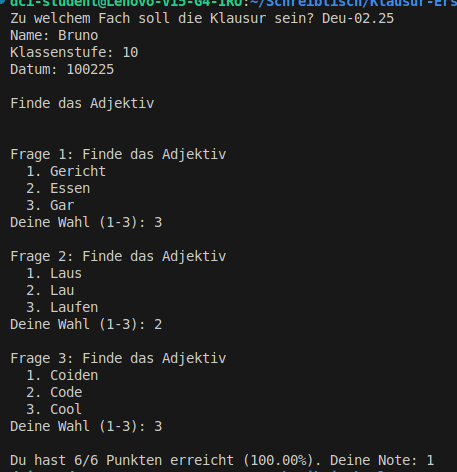 dci-student@Lenovo-V15-G4-IRU:~/Schreibtisch/Klausur-Ers
Zu welchem Fach soll die Klausur sein? Deu-02.25
Name: Bruno
Klassenstufe: 10
Datum: 100225
Finde das Adjektiv
Frage 1: Finde das Adjektiv
1. Gericht
2. Essen
3. Gar
Deine Wahl (1-3): 3
Frage 2: Finde das Adjektiv
1. Laus
2. Lau
3. Laufen
Deine Wahl (1-3): 2
Frage 3: Finde das Adjektiv
1. Coiden
2. Code
3. Cool
Deine Wahl (1-3): 3
Du hast 6/6 Punkten erreicht (100.00%). Deine Note: 1